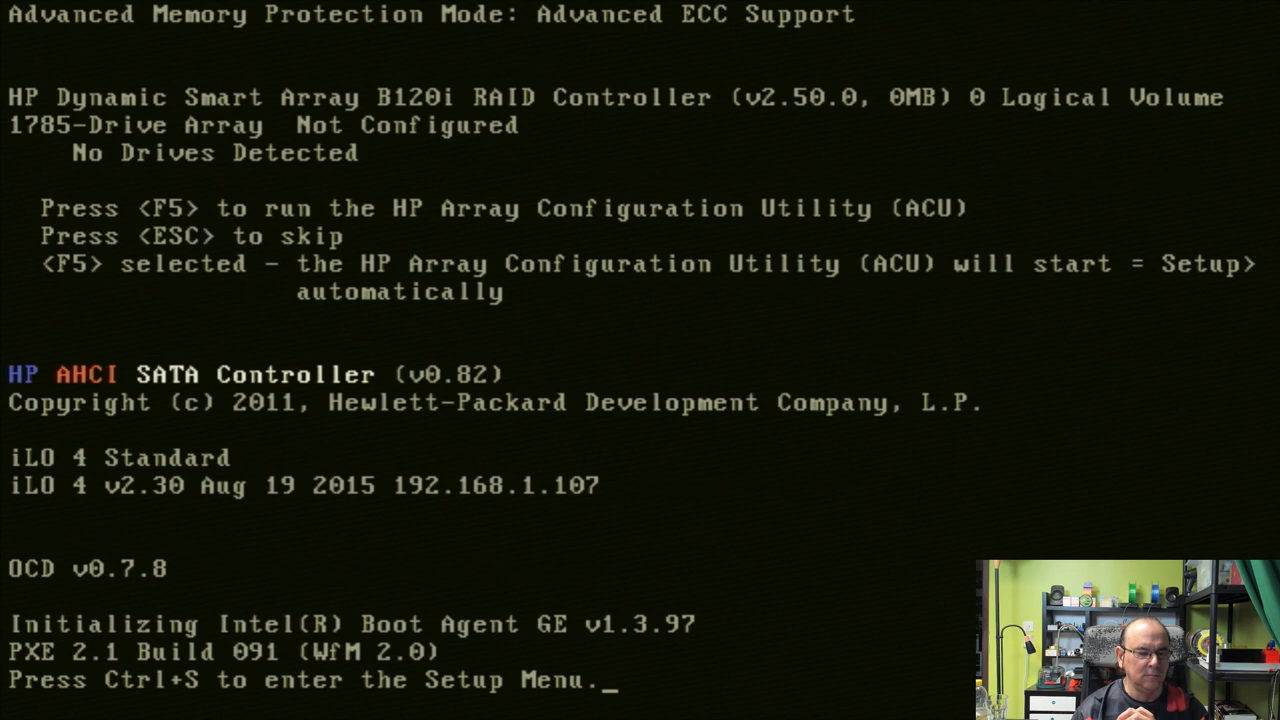 Advanced Memory Protection Mode: Advanced ECC Support
HP Dynamic Smart Array B120i RAID Controller (v2.50.0, 0MB) 0 Logical Volume
1785-Drive Array  Not Configured
No Drives Detected
Press <F5> to run the HP Array Configuration Utility (ACU)
Press <ESC> to skip
<F5> selected - the HP Array Configuration Utility (ACU) will start = Setup>
automatically
HP AHCI SATA Controller (v0.82)
Copyright (c) 2011, Hewlett-Packard Development Company, L.P.
iLO 4 Standard
iLO 4 v2.30 Aug 19 2015 192.168.1.107
OCD v0.7.8
Initializing Intel(R) Boot Agent GE v1.3.97
PXE 2.1 Build 091 (WfM 2.0)
Press Ctrl+S to enter the Setup Menu._